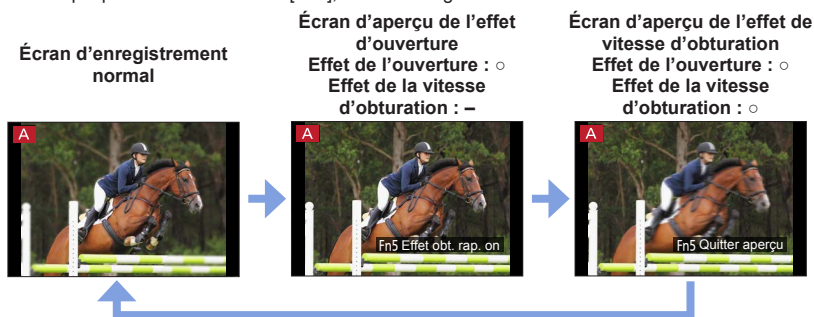 Écran d’enregistrement
normal
Écran d’aperçu de l’effet
d’ouverture
Effet de l’ouverture : ○
Effet de la vitesse
d’obturation : –
Écran d’aperçu de l’effet de
vitesse d’obturation
Effet de l’ouverture : ○
Effet de la vitesse
d’obturation : ○
A
A
Fn5 Effet obt. rap. on
A
Fn5 Quitter aperçu